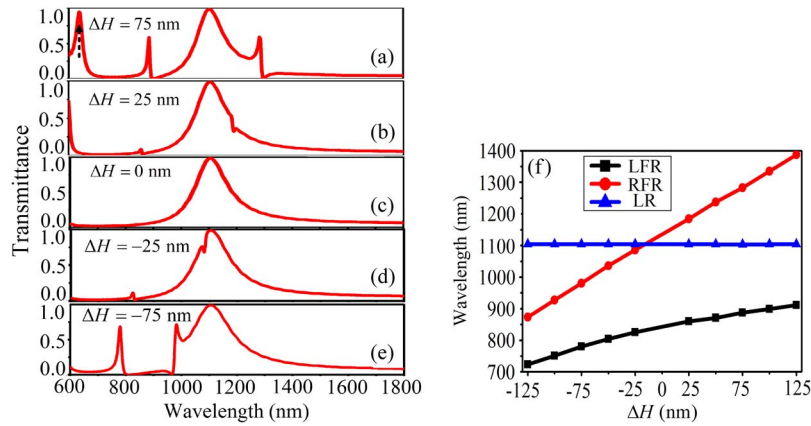 Transmittance
1.0
0.5
0.0
ΔH = 75 nm
(a)
1.0
0.5
0.0
ΔH = 25 nm
(b)
1.0
0.5
0.0
ΔH = 0 nm
(c)
1.0
0.5
0.0
ΔH = −25 nm
(d)
1.0
0.5
0.0
ΔH = −75 nm
(e)
600 800 1000 1200 1400 1600 1800
Wavelength (nm)
(f)
LFR
RFR
LR
Wavelength (nm)
1400
1300
1200
1100
1000
900
800
700
-125 -75 -25 0 25 75 125
ΔH (nm)